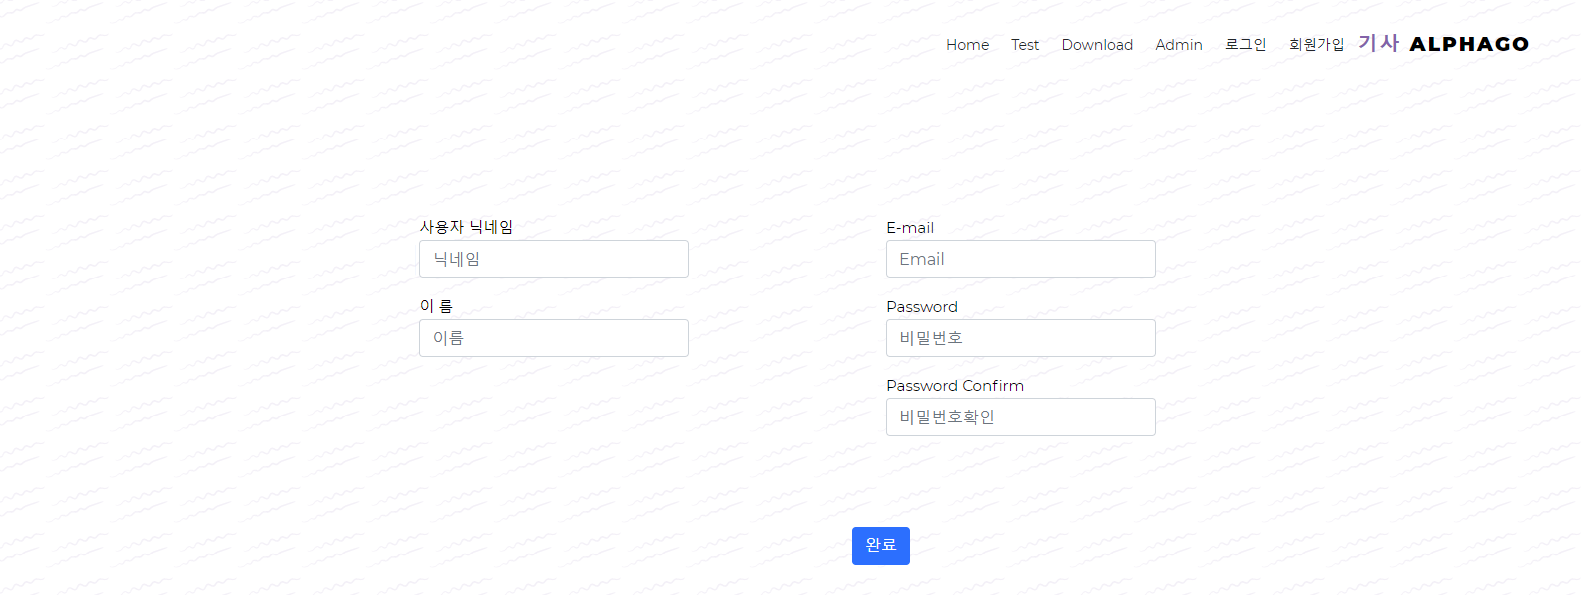 Home Test Download Admin 로그인 회원가입 기사 ALPHAGO
사용자 닉네임
닉네임
이 름
이름
E-mail
Email
Password
비밀번호
Password Confirm
비밀번호확인
완료